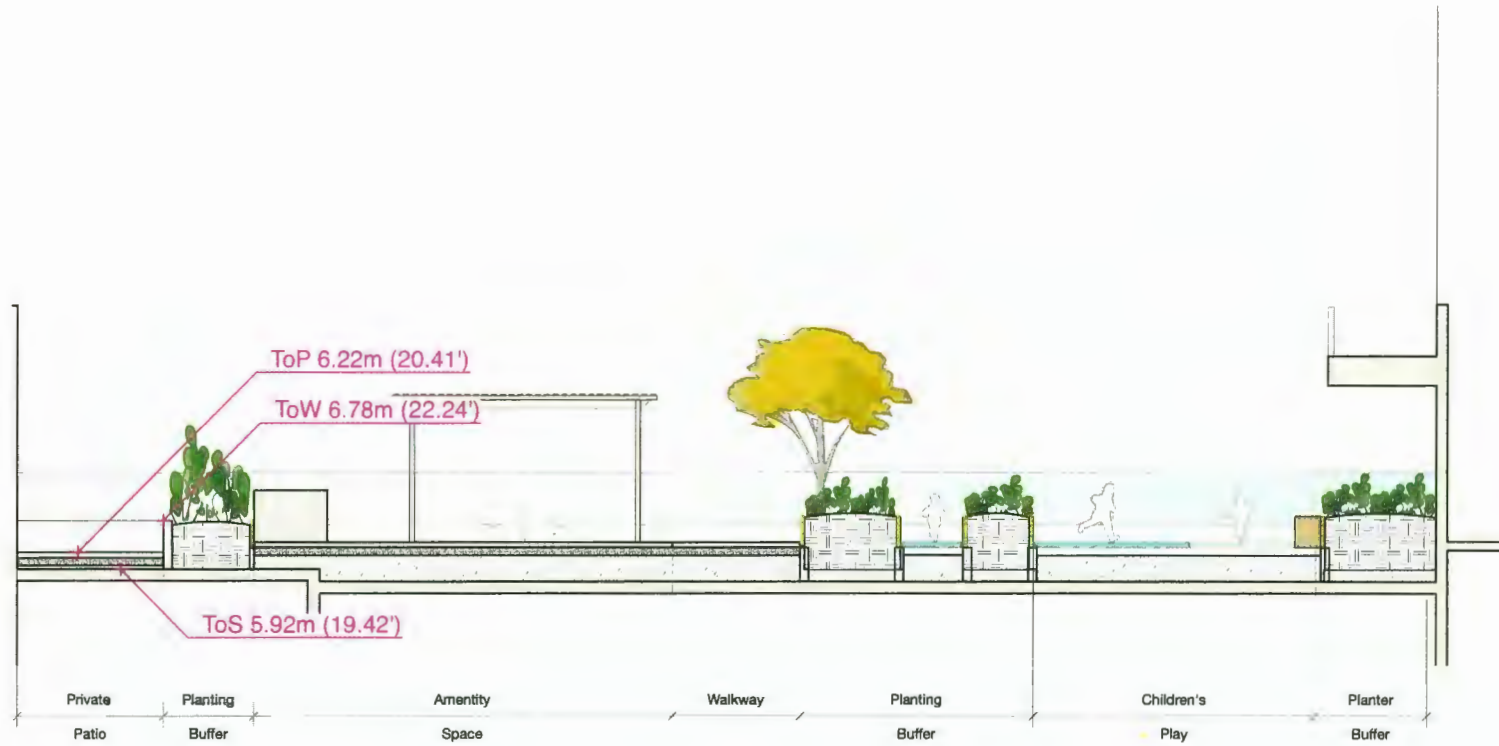 ToP 6.22m (20.41')
ToW 6.78m (22.24')
ToS 5.92m (19.42')
Private Planting Amentity Walkway Planting Children's Planter
Patio Buffer Space Buffer Play Buffer